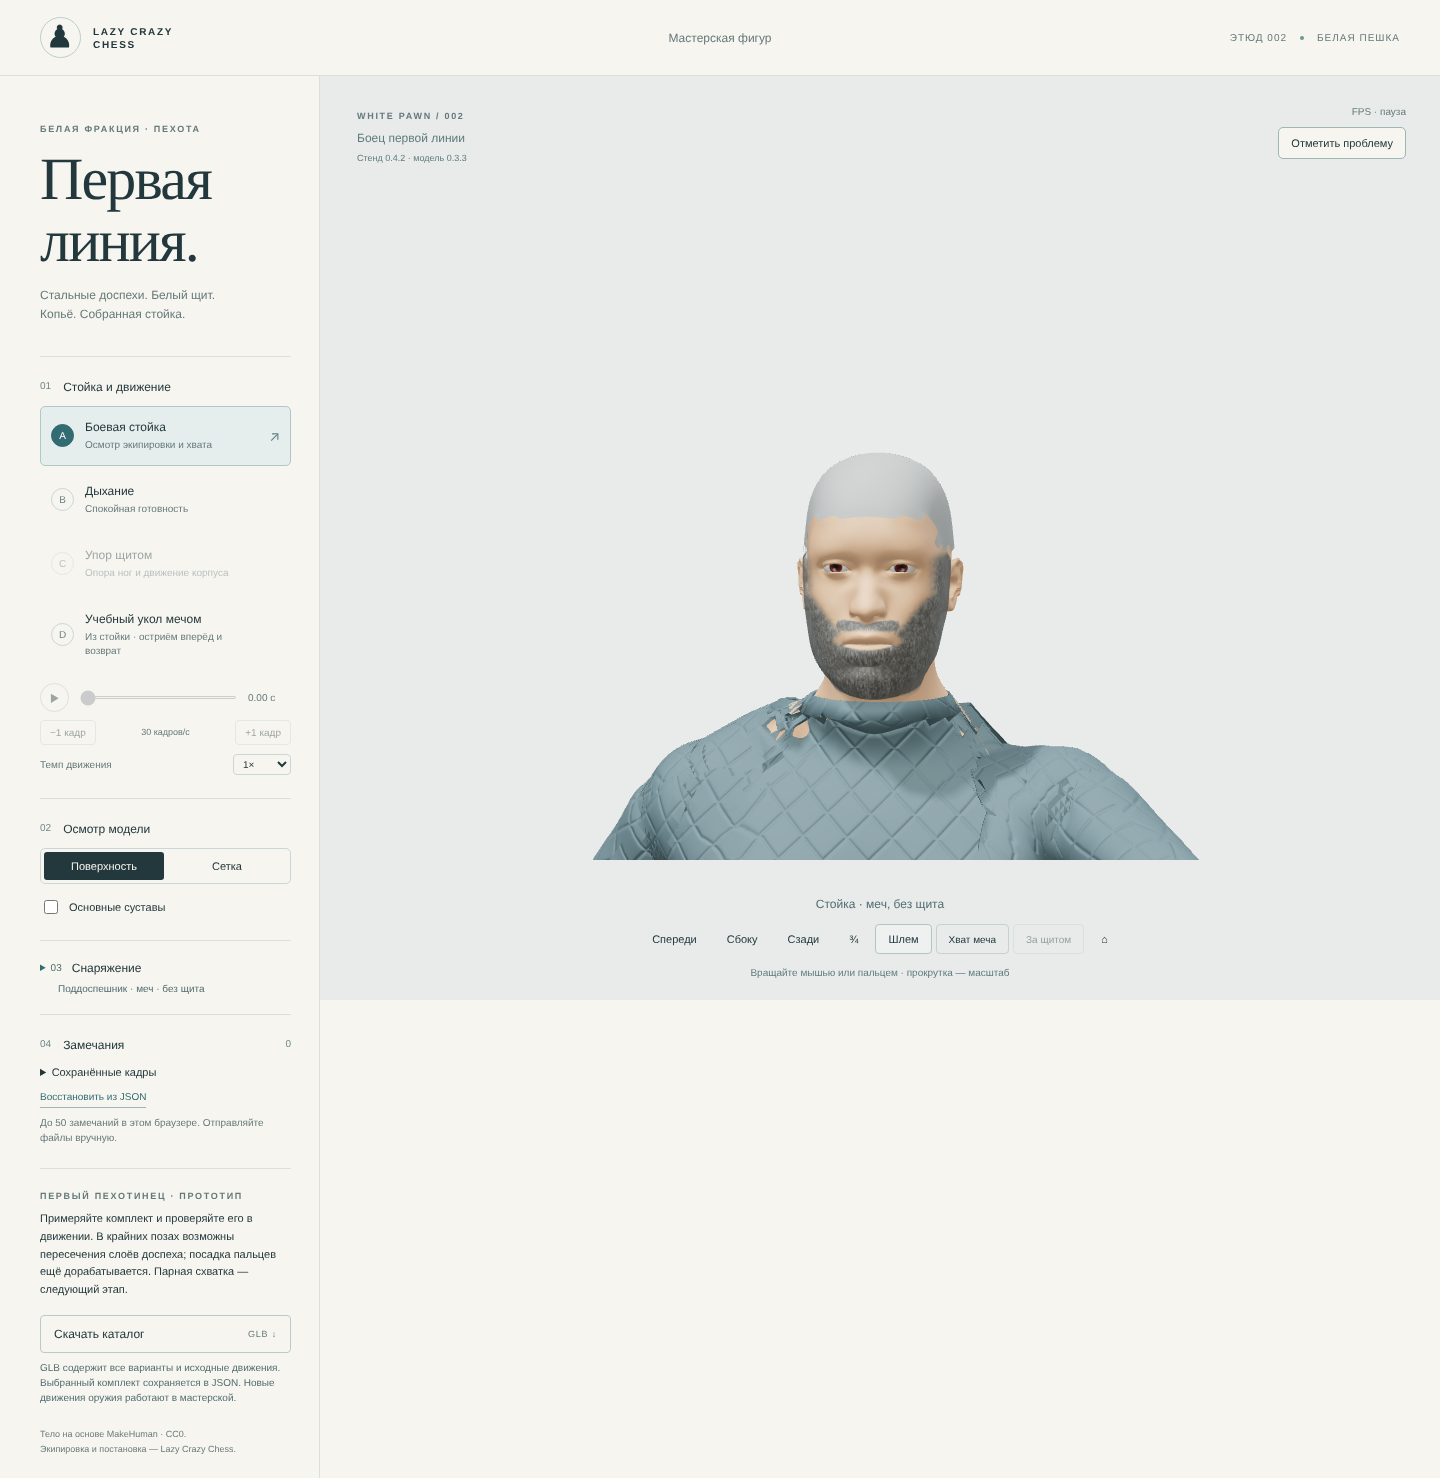 LAZY CRAZY
CHESS
Мастерская фигур
ЭТЮД 002 • БЕЛАЯ ПЕШКА
БЕЛАЯ ФРАКЦИЯ · ПЕХОТА
Первая
линия.
Стальные доспехи. Белый щит.
Копьё. Собранная стойка.
01 Стойка и движение
A Боевая стойка
Осмотр экипировки и хвата
B Дыхание
Спокойная готовность
C Упор щитом
Опора ног и движение корпуса
D Учебный укол мечом
Из стойки · остриём вперёд и
возврат
0.00 с
−1 кадр 30 кадров/с +1 кадр
Темп движения 1×
02 Осмотр модели
Поверхность Сетка
Основные суставы
03 Снаряжение
Поддоспешник · меч · без щита
04 Замечания 0
Сохранённые кадры
Восстановить из JSON
До 50 замечаний в этом браузере. Отправляйте
файлы вручную.
ПЕРВЫЙ ПЕХОТИНЕЦ · ПРОТОТИП
Примеряйте комплект и проверяйте его в
движении. В крайних позах возможны
пересечения слоёв доспеха; посадка пальцев
ещё дорабатывается. Парная схватка —
следующий этап.
Скачать каталог GLB ↓
GLB содержит все варианты и исходные движения.
Выбранный комплект сохраняется в JSON. Новые
движения оружия работают в мастерской.
Тело на основе MakeHuman · CC0.
Экипировка и постановка — Lazy Crazy Chess.
WHITE PAWN / 002
Боец первой линии
Стенд 0.4.2 · модель 0.3.3
FPS · пауза
Отметить проблему
Стойка · меч, без щита
Спереди Сбоку Сзади ¾ Шлем Хват меча За щитом ⌂
Вращайте мышью или пальцем · прокрутка — масштаб